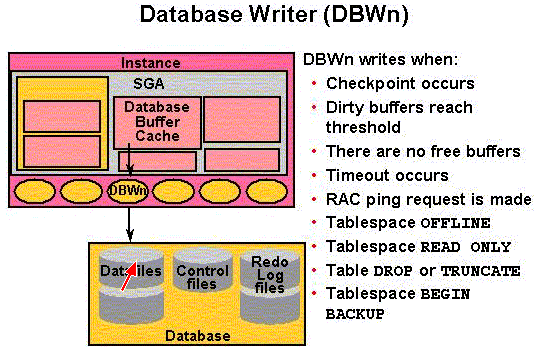 Database Writer (DBWn)
Instance
SGA
Database
Buffer
Cache
DBWn
Data files
Control
files
Redo
Log
files
Database
DBWn writes when:
• Checkpoint occurs
• Dirty buffers reach
threshold
• There are no free buffers
• Timeout occurs
• RAC ping request is made
• Tablespace OFFLINE
• Tablespace READ ONLY
• Table DROP or TRUNCATE
• Tablespace BEGIN
BACKUP